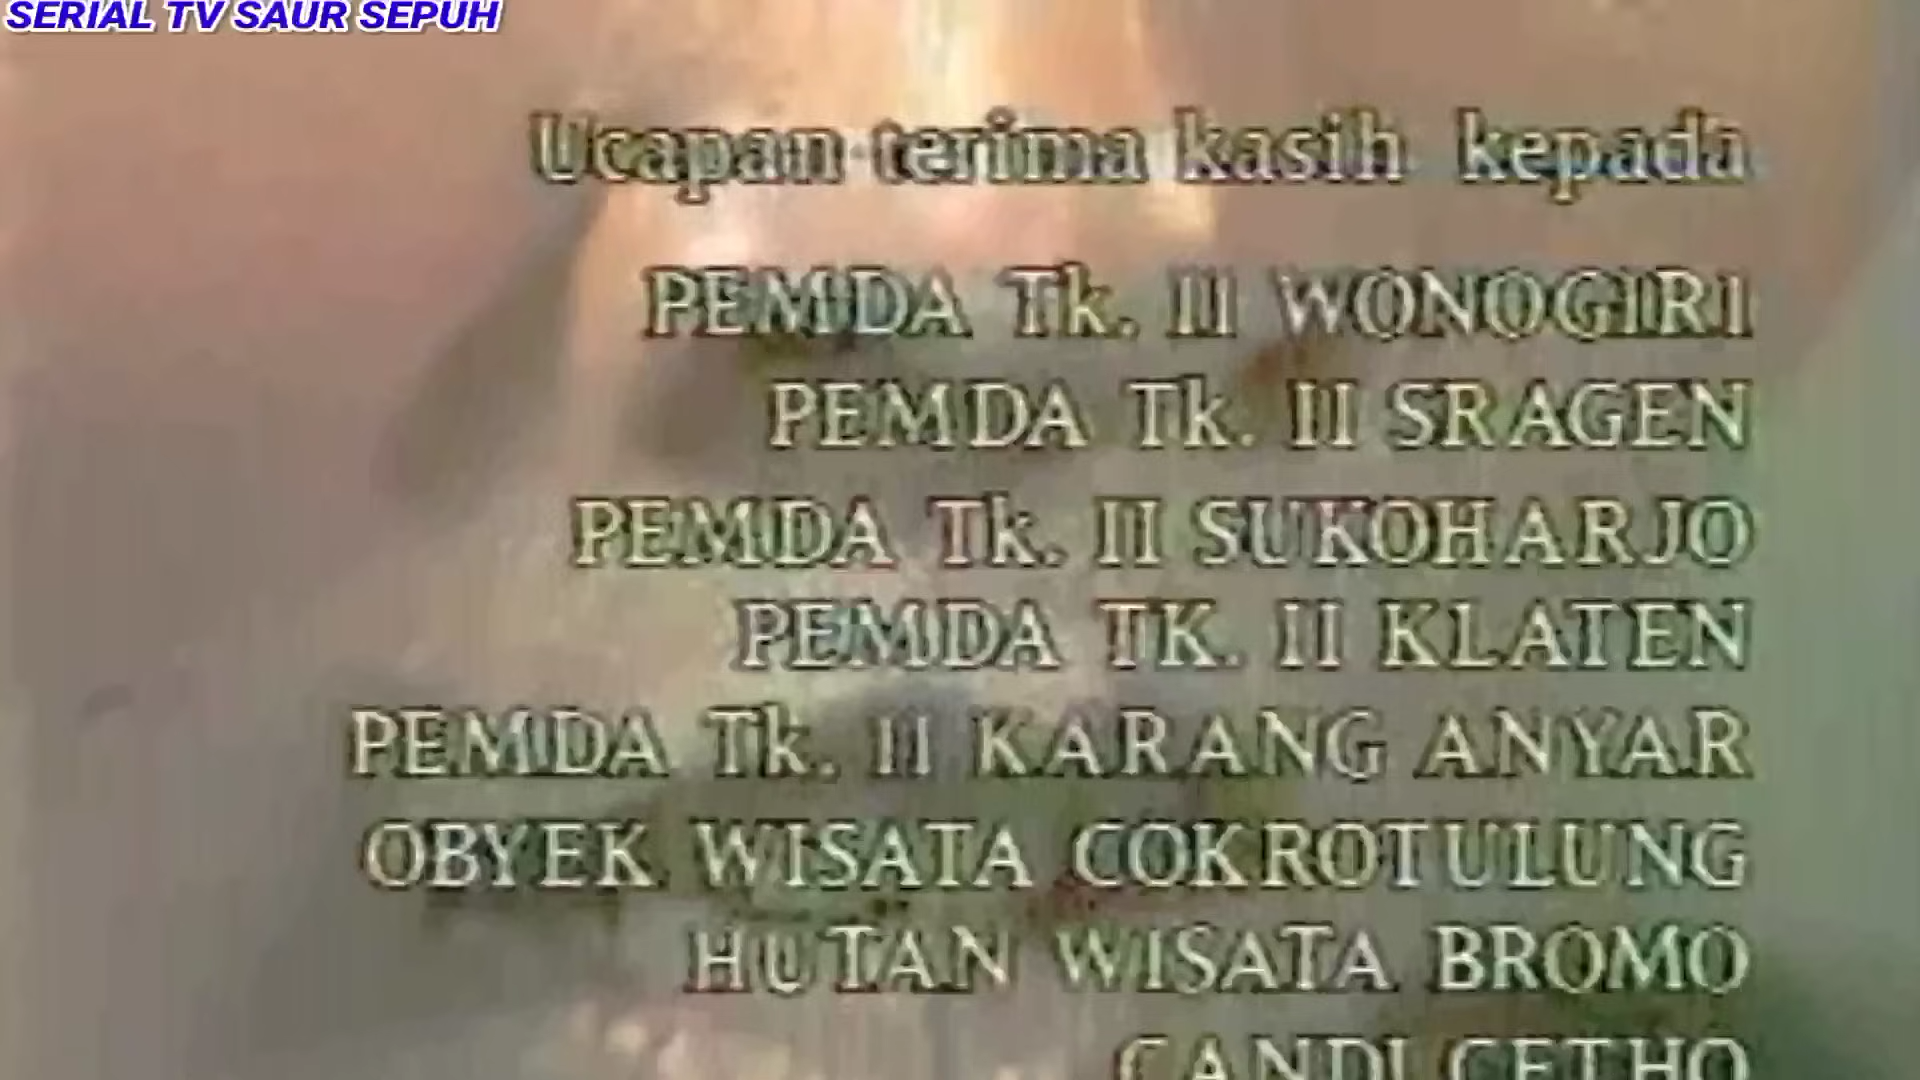 SERIAL TV SAUR SEPUH
Ucapan terima kasih kepada
PEMDA Tk. II WONOGIRI
PEMDA Tk. II SRAGEN
PEMDA Tk. II SUKOHARJO
PEMDA TK. II KLATEN
PEMDA Tk. II KARANG ANYAR
OBYEK WISATA COKROTULUNG
HUTAN WISATA BROMO
CANDI CETHO